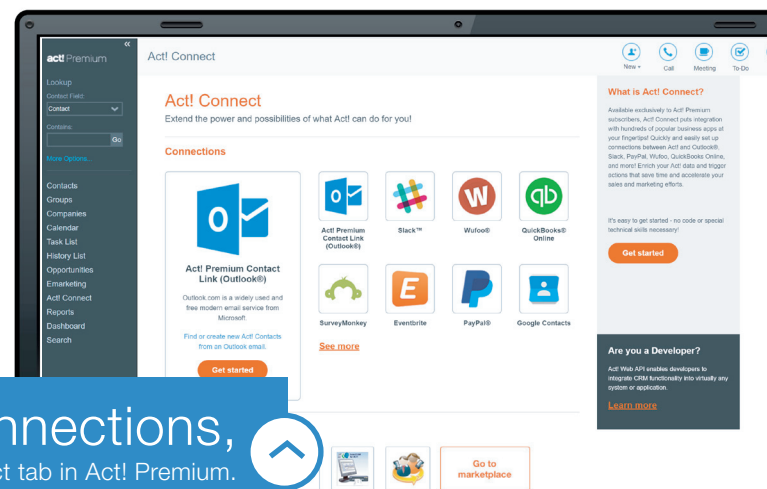 «
act! Premium
Act! Connect
New
Call
Meeting
To-Do
Lookup
Contact Field:
Contact
Contains:
Go
More Options...
Contacts
Groups
Companies
Calendar
Task List
History List
Opportunities
Emarketing
Act! Connect
Reports
Dashboard
Search
Act! Connect
Extend the power and possibilities of what Act! can do for you!
Connections
Act! Premium Contact
Link (Outlook®)
Outlook.com is a widely used and
free modern email service from
Microsoft.
Find or create new Act! Contacts
from an Outlook email.
Get started
Act! Premium
Contact Link
(Outlook®)
Slack™
Wufoo®
QuickBooks®
Online
SurveyMonkey
Eventbrite
PayPal®
Google Contacts
See more
What is Act! Connect?
Available exclusively to Act! Premium
subscribers, Act! Connect puts integration
with hundreds of popular business apps at
your fingertips! Quickly and easily set up
connections between Act! and Outlook®,
Slack, PayPal, Wufoo, QuickBooks Online,
and more! Enrich your Act! data and trigger
actions that save time and accelerate your
sales and marketing efforts.
It's easy to get started - no code or special
technical skills necessary!
Get started
Are you a Developer?
Act! Web API enables developers to
integrate CRM functionality into virtually any
system or application.
Learn more
nnections,
ct tab in Act! Premium.
Go to
marketplace